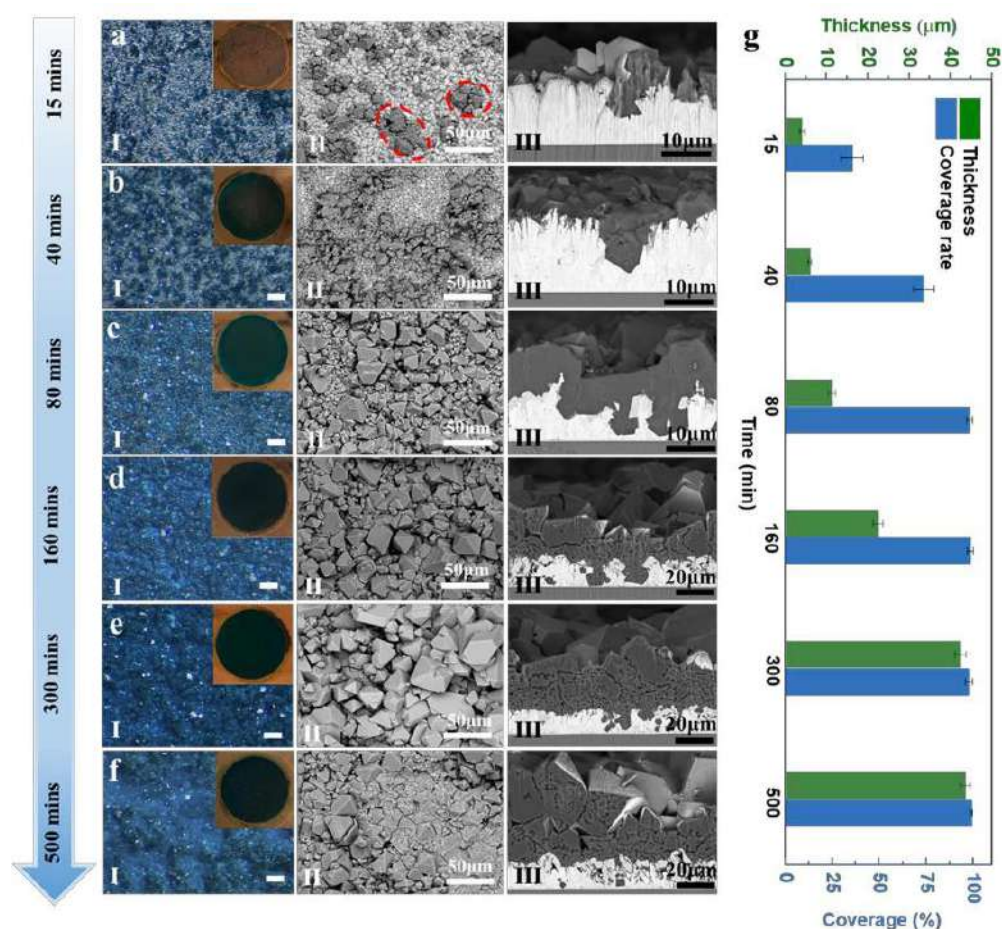 15 mins
40 mins
80 mins
160 mins
300 mins
500 mins
a
I
II
50μm
III
10μm
b
I
II
50μm
III
10μm
c
I
II
50μm
III
10μm
d
I
II
50μm
III
20μm
e
I
II
50μm
III
20μm
f
I
II
50μm
III
20μm
g
Thickness (μm)
0 10 20 30 40 50
Thickness
Coverage rate
15
40
80
160
300
500
Time (min)
0 25 50 75 100
Coverage (%)